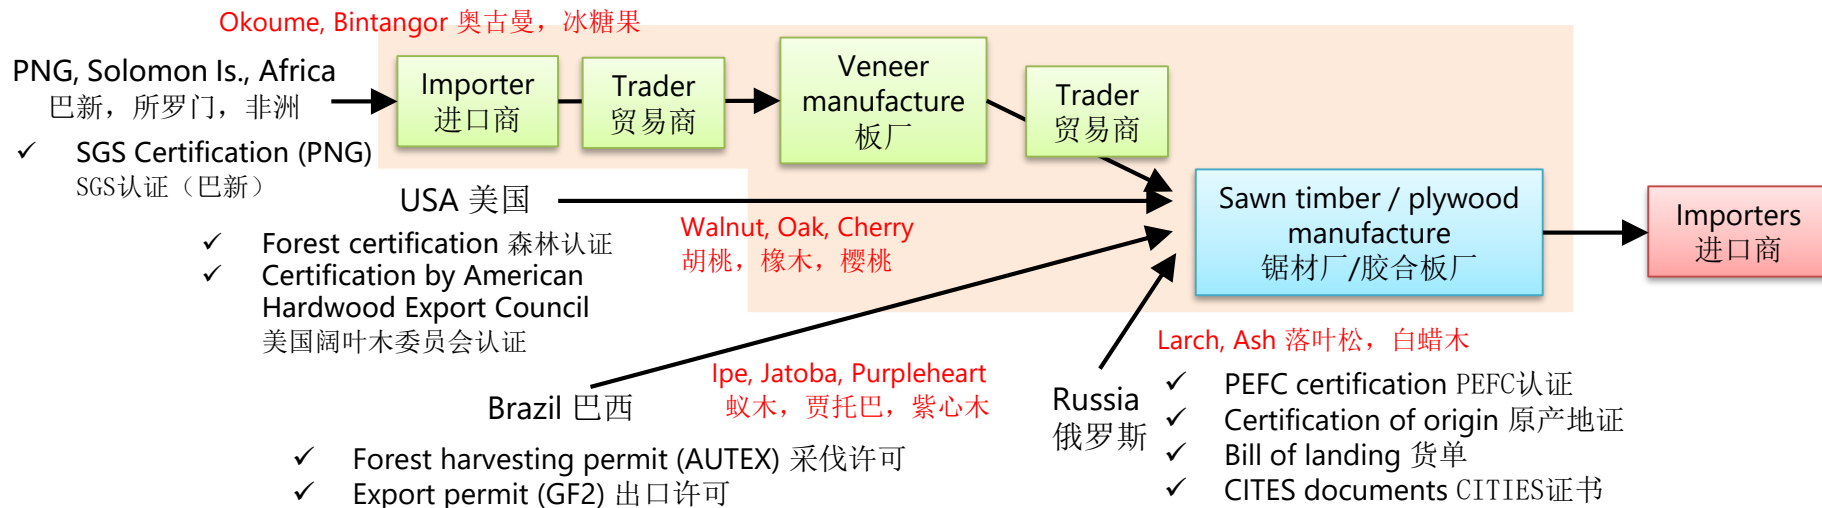 Okoume, Bintangor 奥古曼，冰糖果
PNG, Solomon Is., Africa
巴新，所罗门，非洲
✓ SGS Certification (PNG)
SGS认证（巴新）
Importer
进口商
Trader
贸易商
Veneer
manufacture
板厂
Trader
贸易商
USA 美国
✓ Forest certification 森林认证
✓ Certification by American
Hardwood Export Council
美国阔叶木委员会认证
Walnut, Oak, Cherry
胡桃，橡木，樱桃
Sawn timber / plywood
manufacture
锯材厂/胶合板厂
Importers
进口商
Ipe, Jatoba, Purpleheart
蚁木，贾托巴，紫心木
Brazil 巴西
✓ Forest harvesting permit (AUTEX) 采伐许可
✓ Export permit (GF2) 出口许可
Larch, Ash 落叶松，白蜡木
Russia
俄罗斯
✓ PEFC certification PEFC认证
✓ Certification of origin 原产地证
✓ Bill of landing 货单
✓ CITES documents CITIES证书